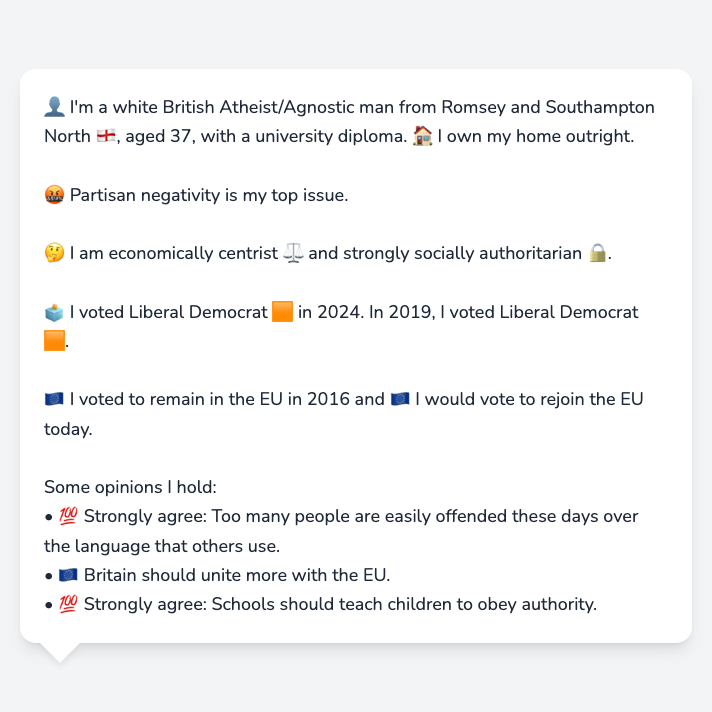 👤 I'm a white British Atheist/Agnostic man from Romsey and Southampton
North 🏴󠁧󠁢󠁥󠁮󠁧󠁿, aged 37, with a university diploma. 🏠 I own my home outright.
🤬 Partisan negativity is my top issue.
🤔 I am economically centrist ⚖️ and strongly socially authoritarian 🔒.
🗳️ I voted Liberal Democrat 🟧 in 2024. In 2019, I voted Liberal Democrat
🟧.
🇪🇺 I voted to remain in the EU in 2016 and 🇪🇺 I would vote to rejoin the EU
today.
Some opinions I hold:
• 💯 Strongly agree: Too many people are easily offended these days over
the language that others use.
• 🇪🇺 Britain should unite more with the EU.
• 💯 Strongly agree: Schools should teach children to obey authority.